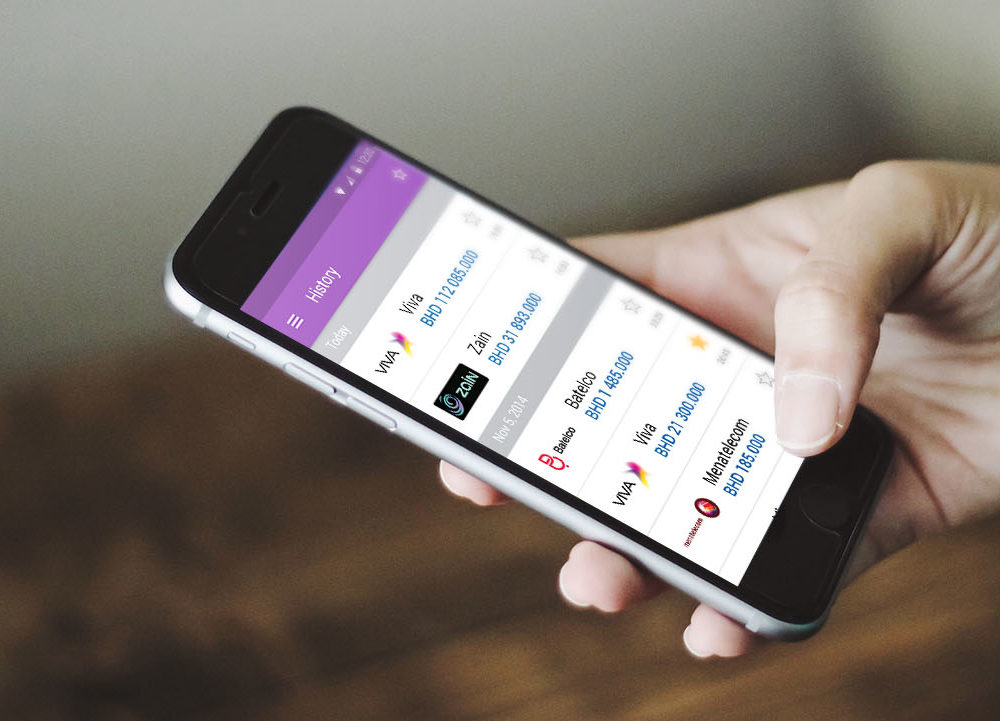 12:30
History
Today
VIVA
Viva
BHD 112 085.000
ZAIN
Zain
BHD 31 893.000
Nov 5, 2014
Batelco
Batelco
BHD 1 485.000
VIVA
Viva
BHD 21 300.000
menatelecom
Menatelecom
BHD 185.000